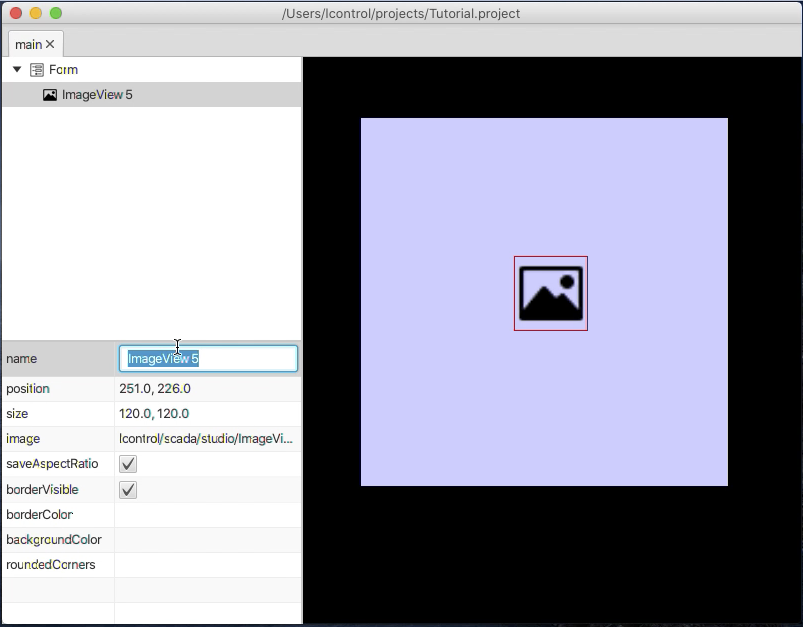 /Users/lcontrol/projects/Tutorial.project
main
Form
ImageView 5
name ImageView 5
position 251.0, 226.0
size 120.0, 120.0
image lcontrol/scada/studio/ImageVi...
saveAspectRatio
borderVisible
borderColor
backgroundColor
roundedCorners